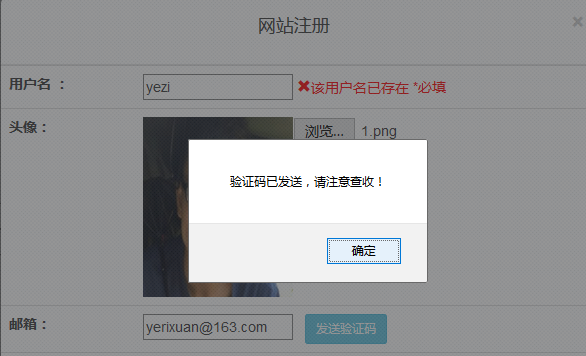 网站注册
×
用户名 ：
yezi
✖该用户名已存在 *必填
头像：
浏览...
1.png
验证码已发送，请注意查收！
确定
邮箱：
yerixuan@163.com
发送验证码